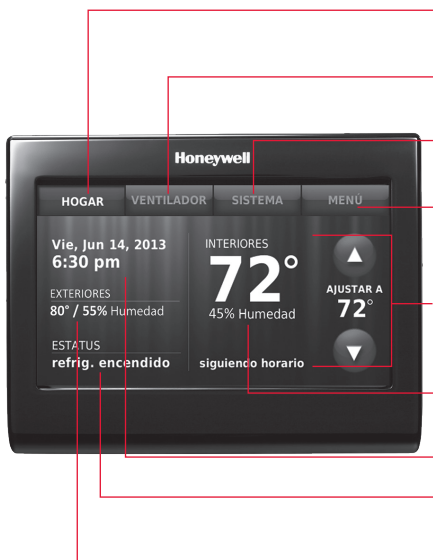 Honeywell
HOGAR
VENTILADOR
SISTEMA
MENÚ
Vie, Jun 14, 2013
6:30 pm
EXTERIORES
80° / 55% Humedad
ESTATUS
refrig. encendido
INTERIORES
72°
45% Humedad
siguiendo horario
AJUSTAR A
72°